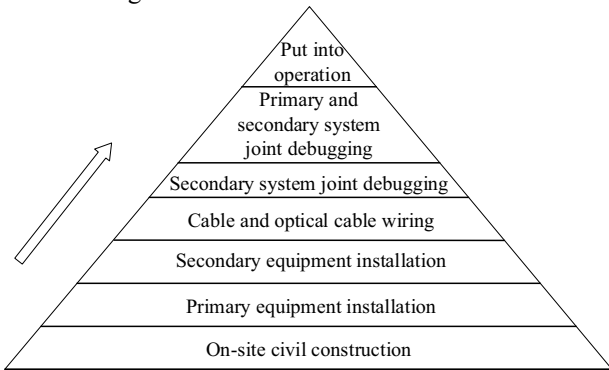 Put into
operation
Primary and
secondary system
joint debugging
Secondary system joint debugging
Cable and optical cable wiring
Secondary equipment installation
Primary equipment installation
On-site civil construction